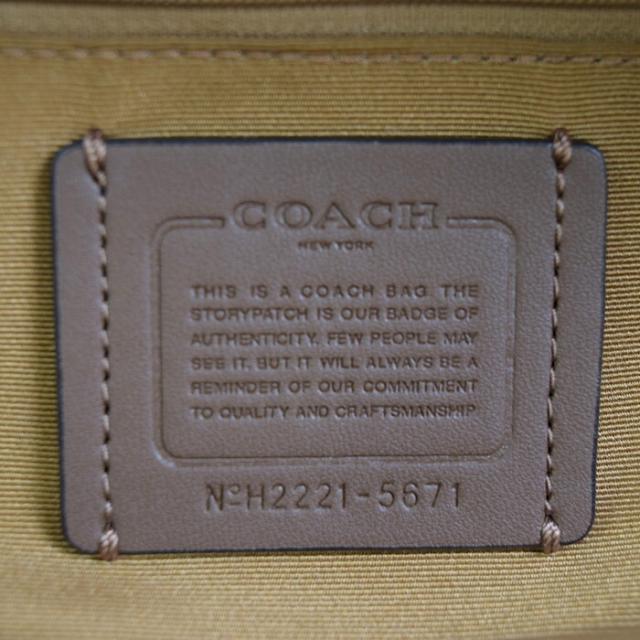 COACH
NEW YORK
THIS IS A COACH BAG THE
STORYPATCH IS OUR BADGE OF
AUTHENTICITY. FEW PEOPLE MAY
SEE IT. BUT IT WILL ALWAYS BE A
REMINDER OF OUR COMMITMENT
TO QUALITY AND CRAFTSMANSHIP
NºH2221-5671